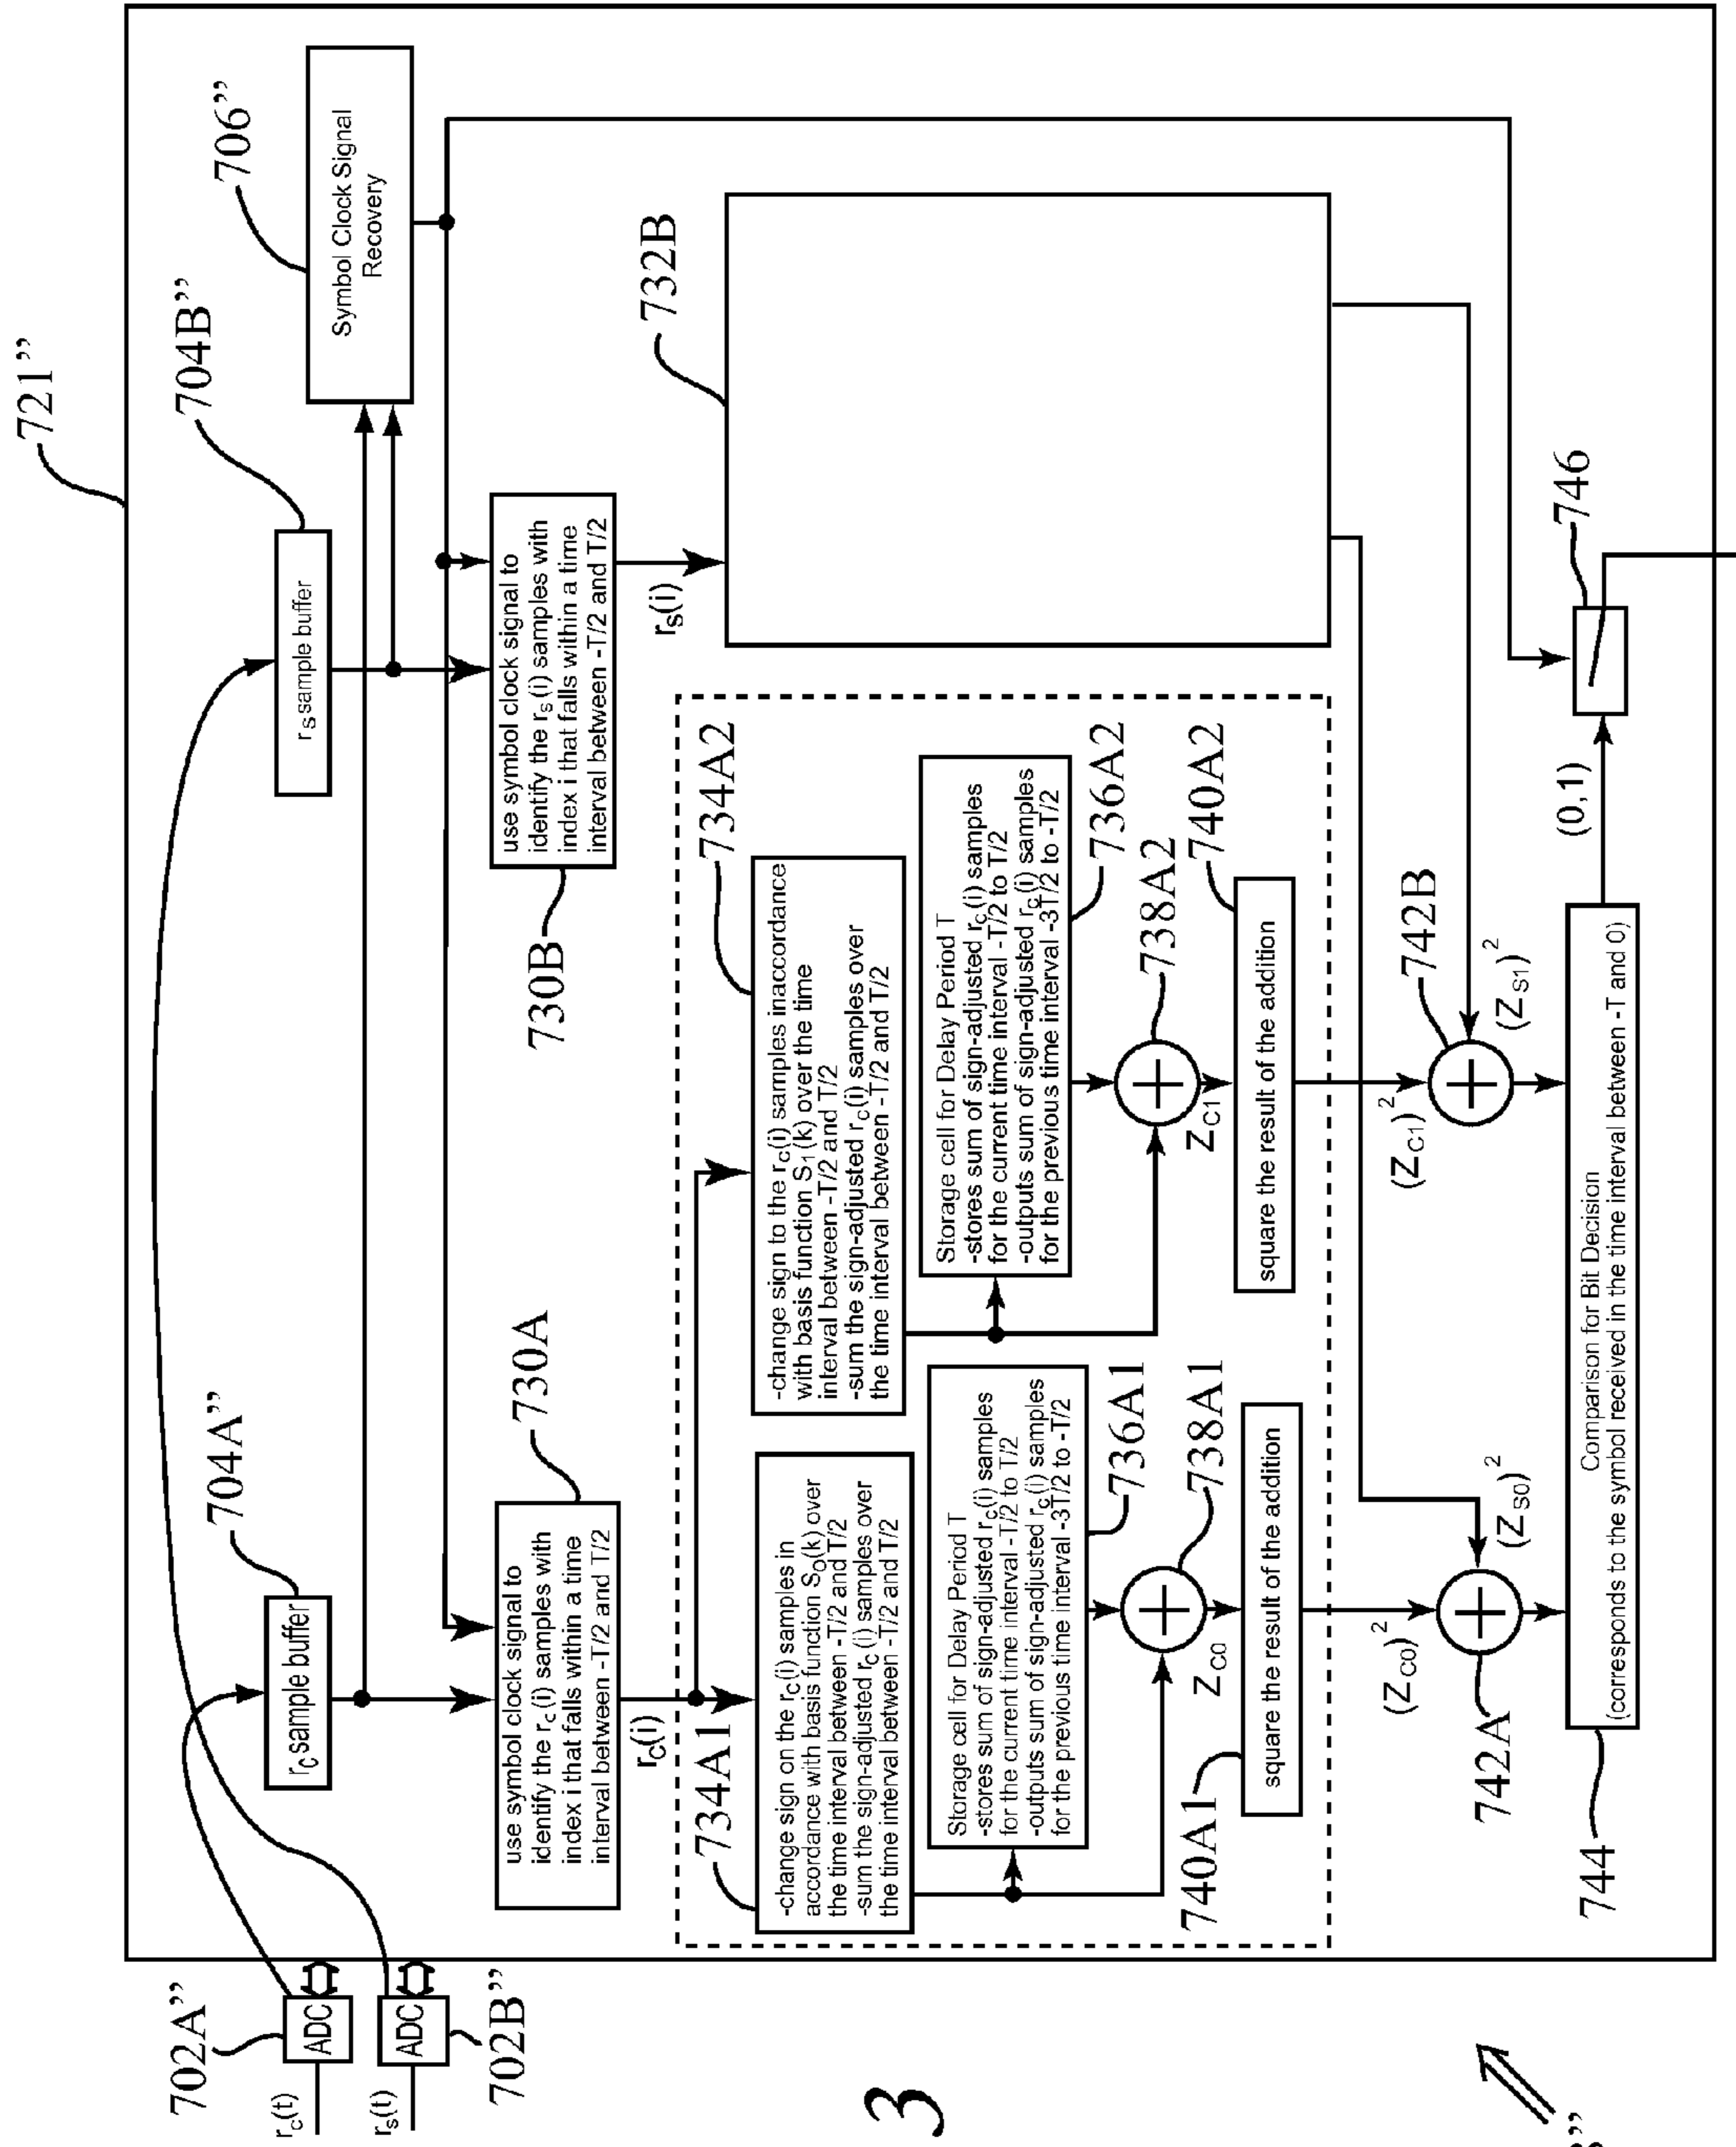 721”
702A”
r_c(t)
ADC
r_s(t)
ADC
702B”
704A”
r_c sample buffer
704B”
r_s sample buffer
706”
Symbol Clock Signal
Recovery
730A
use symbol clock signal to
identify the r_c(i) samples with
index i that falls within a time
interval between -T/2 and T/2
r_c(i)
730B
use symbol clock signal to
identify the r_s(i) samples with
index i that falls within a time
interval between -T/2 and T/2
r_s(i)
732B
734A1
-change sign on the r_c(i) samples in
accordance with basis function S_0(k) over
the time interval between -T/2 and T/2
-sum the sign-adjusted r_c(i) samples over
the time interval between -T/2 and T/2
734A2
-change sign to the r_c(i) samples inaccordance
with basis function S_1(k) over the time
interval between -T/2 and T/2
-sum the sign-adjusted r_c(i) samples over
the time interval between -T/2 and T/2
Storage cell for Delay Period T
-stores sum of sign-adjusted r_c(i) samples
for the current time interval -T/2 to T/2
-outputs sum of sign-adjusted r_c(i) samples
for the previous time interval -3T/2 to -T/2
736A1
Storage cell for Delay Period T
-stores sum of sign-adjusted r_c(i) samples
for the current time interval -T/2 to T/2
-outputs sum of sign-adjusted r_c(i) samples
for the previous time interval -3T/2 to -T/2
736A2
+
738A1
Z_C0
+
738A2
Z_C1
740A1
square the result of the addition
740A2
square the result of the addition
(Z_C0)²
+
(Z_S0)²
742A
(Z_C1)²
+
(Z_S1)²
742B
744
Comparison for Bit Decision
(corresponds to the symbol received in the time interval between -T and 0)
(0,1)
746
3